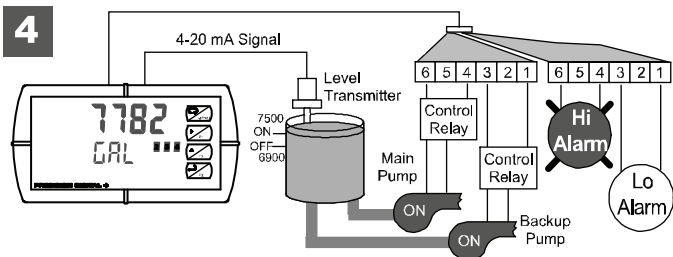 4
4-20 mA Signal
7782
GAL
PRECISION DIGITAL
Level
Transmitter
7500
ON
OFF
6900
6 5 4 3 2 1
6 5 4 3 2 1
Control
Relay
Control
Relay
Main
Pump
ON
ON
Backup
Pump
Hi
Alarm
Lo
Alarm